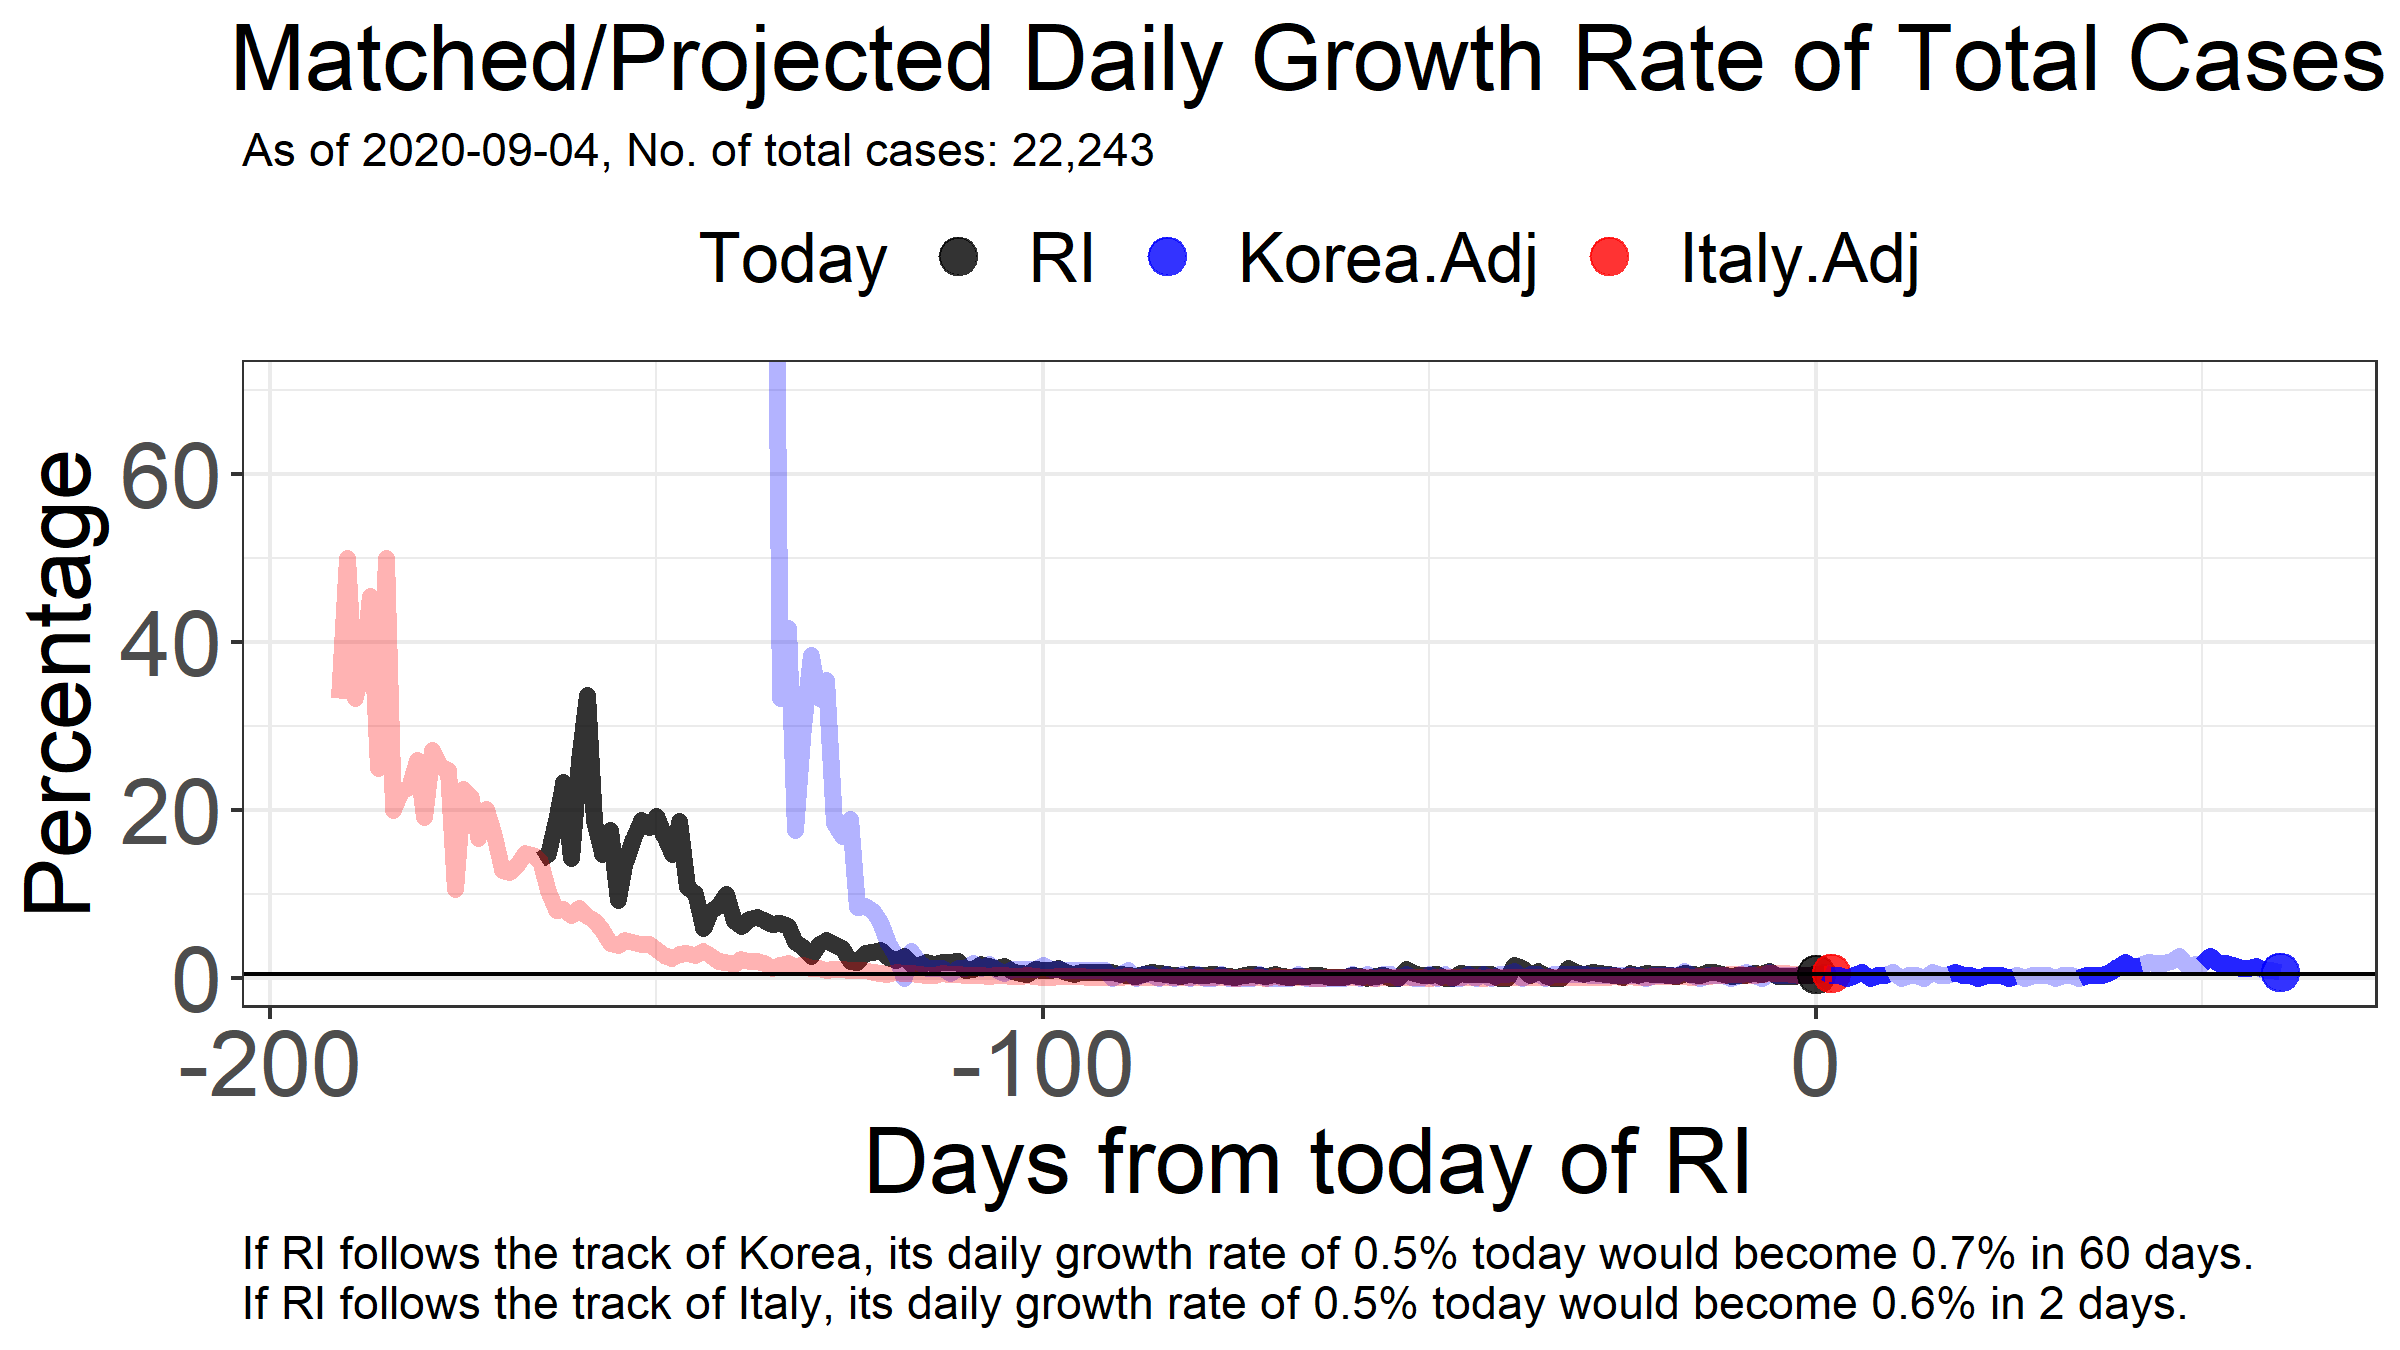 Matched/Projected Daily Growth Rate of Total Cases
As of 2020-09-04, No. of total cases: 22,243
Today RI Korea.Adj Italy.Adj
Percentage
60
40
20
0
-200 -100 0
Days from today of RI
If RI follows the track of Korea, its daily growth rate of 0.5% today would become 0.7% in 60 days.
If RI follows the track of Italy, its daily growth rate of 0.5% today would become 0.6% in 2 days.